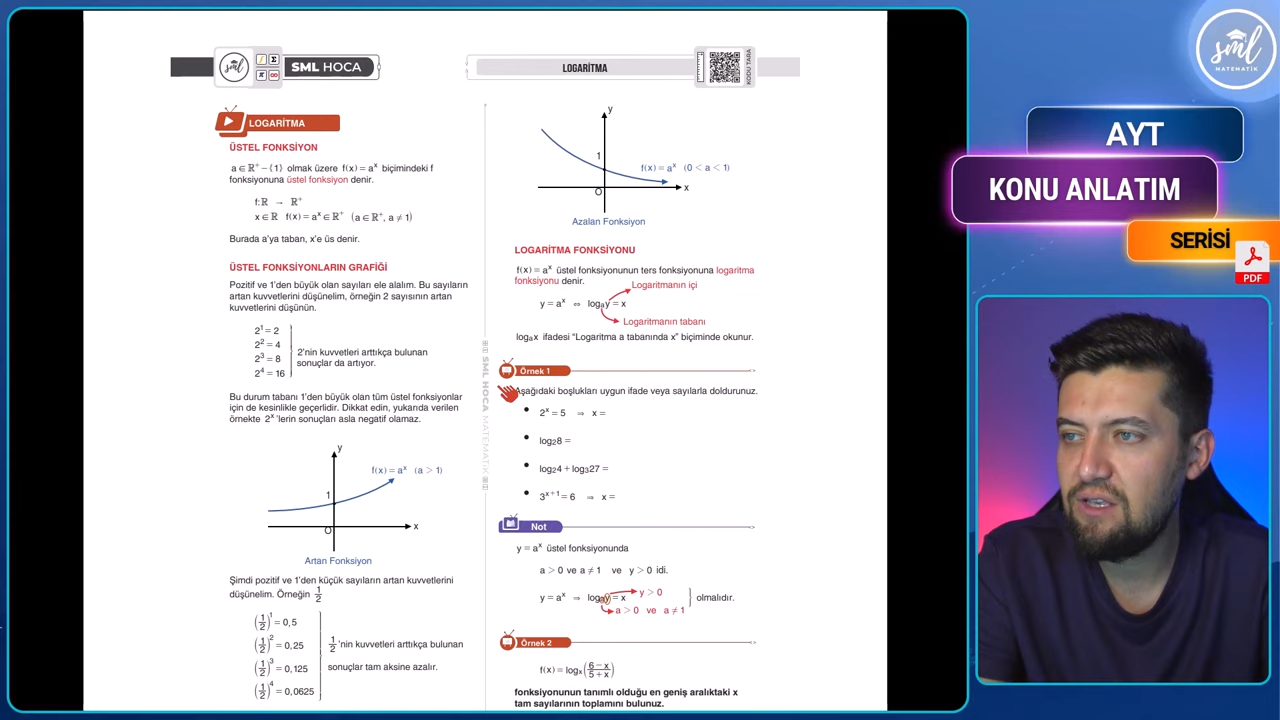 SML HOCA
LOGARİTMA
KODU TARA
LOGARİTMA
ÜSTEL FONKSİYON
a ∈ ℝ⁺ − {1} olmak üzere f(x) = aˣ biçimindeki f
fonksiyonuna üstel fonksiyon denir.
f: ℝ → ℝ⁺
x ∈ ℝ f(x) = aˣ ∈ ℝ⁺ (a ∈ ℝ⁺, a ≠ 1)
Burada a'ya taban, x'e üs denir.
ÜSTEL FONKSİYONLARIN GRAFİĞİ
Pozitif ve 1'den büyük olan sayıları ele alalım. Bu sayıların
artan kuvvetlerini düşünelim, örneğin 2 sayısının artan
kuvvetlerini düşünün.
2¹ = 2
2² = 4
2³ = 8
2⁴ = 16
2'nin kuvvetleri arttıkça bulunan
sonuçlar da artıyor.
Bu durum tabanı 1'den büyük olan tüm üstel fonksiyonlar
için de kesinlikle geçerlidir. Dikkat edin, yukarıda verilen
örnekte 2ˣ 'lerin sonuçları asla negatif olamaz.
y
f(x) = aˣ (a > 1)
1
O
x
Artan Fonksiyon
Şimdi pozitif ve 1'den küçük sayıların artan kuvvetlerini
düşünelim. Örneğin 1/2
(1/2)¹ = 0,5
(1/2)² = 0,25
(1/2)³ = 0,125
(1/2)⁴ = 0,0625
1/2 'nin kuvvetleri arttıkça bulunan
sonuçlar tam aksine azalır.
SML HOCA MATEMATİK
y
1
f(x) = aˣ (0 < a < 1)
O
x
Azalan Fonksiyon
LOGARİTMA FONKSİYONU
f(x) = aˣ üstel fonksiyonunun ters fonksiyonuna logaritma
fonksiyonu denir.
Logaritmanın içi
y = aˣ ⇔ logₐy = x
Logaritmanın tabanı
logₐx ifadesi "Logaritma a tabanında x" biçiminde okunur.
Örnek 1
Aşağıdaki boşlukları uygun ifade veya sayılarla doldurunuz.
• 2ˣ = 5 ⇒ x =
• log₂8 =
• log₂4 + log₃27 =
• 3ˣ⁺¹ = 6 ⇒ x =
Not
y = aˣ üstel fonksiyonunda
a > 0 ve a ≠ 1 ve y > 0 idi.
y = aˣ ⇒ logₐy = x
y > 0
a > 0 ve a ≠ 1
olmalıdır.
Örnek 2
f(x) = logₓ((6 − x)/(5 + x))
fonksiyonunun tanımlı olduğu en geniş aralıktaki x
tam sayılarının toplamını bulunuz.
sml
MATEMATİK
AYT
KONU ANLATIM
SERİSİ
PDF